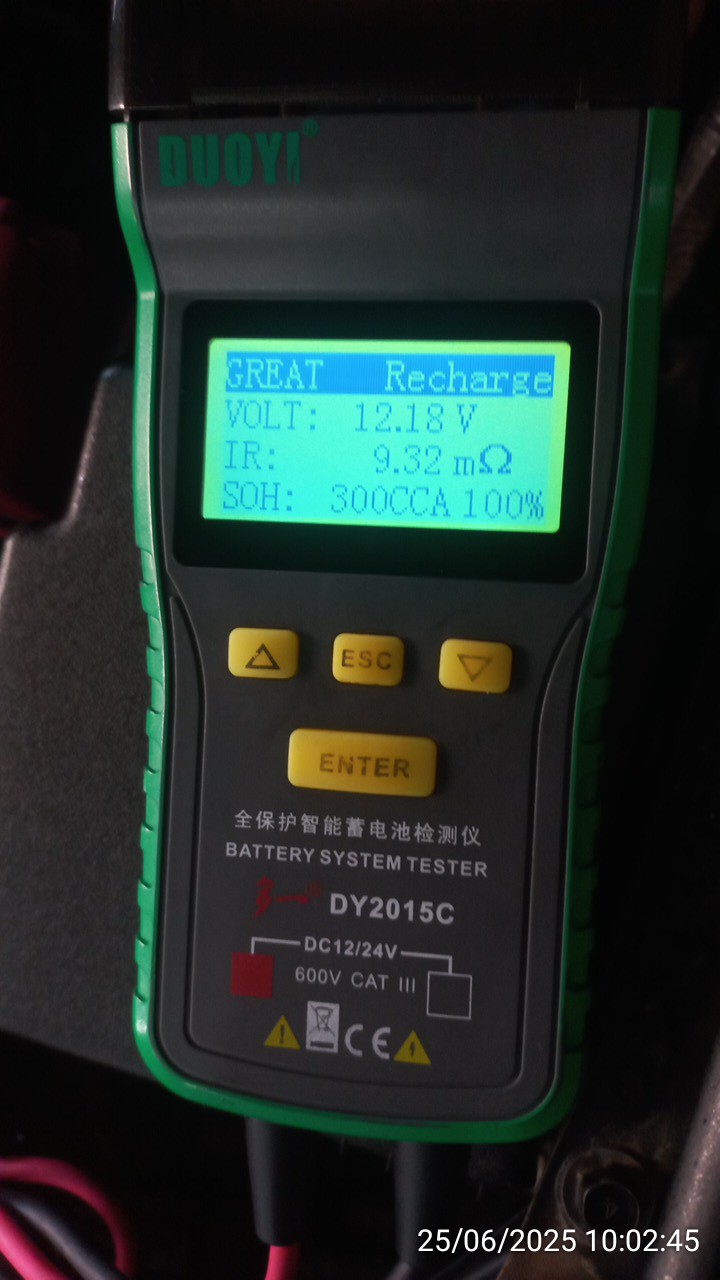 DUOYI®
GREAT Recharge
VOLT: 12.18 V
IR: 9.32 mΩ
SOH: 300CCA 100%
ESC
ENTER
全保护智能蓄电池检测仪
BATTERY SYSTEM TESTER
DY2015C
DC12/24V
600V CAT III
CE
25/06/2025 10:02:45